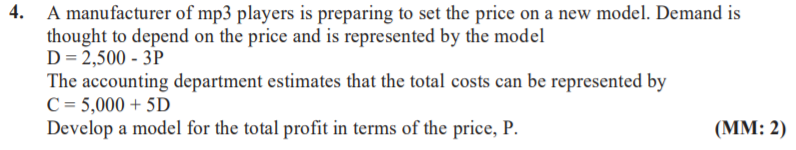 4. A manufacturer of mp3 players is preparing to set the price on a new model. Demand is
thought to depend on the price and is represented by the model
D = 2,500 - 3P
The accounting department estimates that the total costs can be represented by
C = 5,000 + 5D
Develop a model for the total profit in terms of the price, P. (MM: 2)